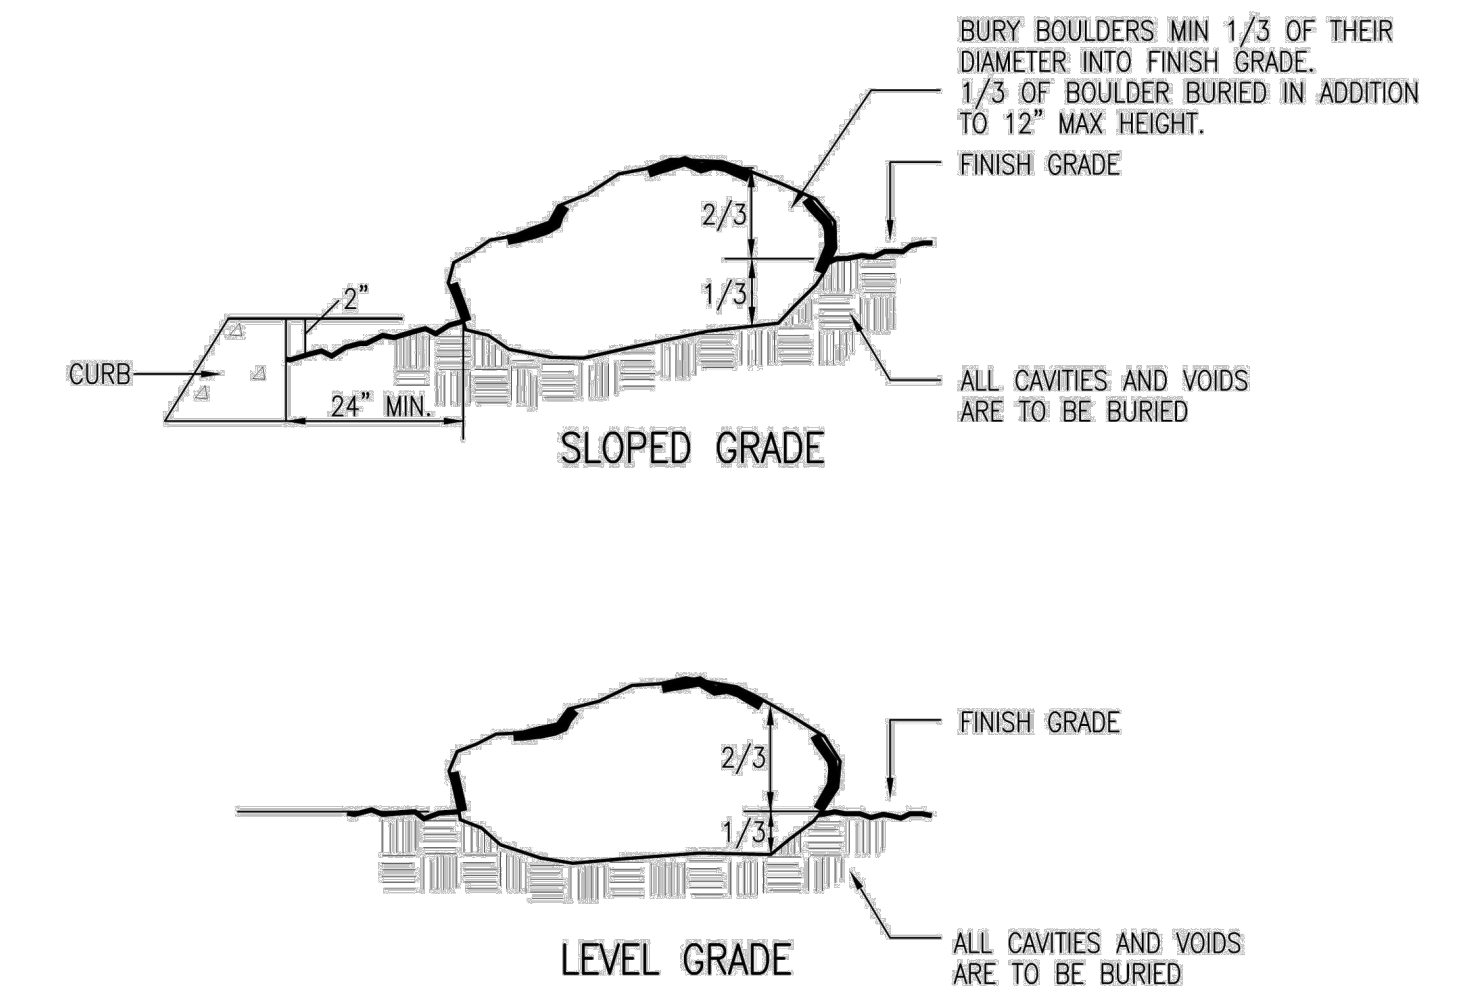 BURY BOULDERS MIN 1/3 OF THEIR
DIAMETER INTO FINISH GRADE.
1/3 OF BOULDER BURIED IN ADDITION
TO 12" MAX HEIGHT.
FINISH GRADE
2/3
1/3
2"
CURB
24" MIN.
ALL CAVITIES AND VOIDS
ARE TO BE BURIED
SLOPED GRADE
FINISH GRADE
2/3
1/3
ALL CAVITIES AND VOIDS
ARE TO BE BURIED
LEVEL GRADE